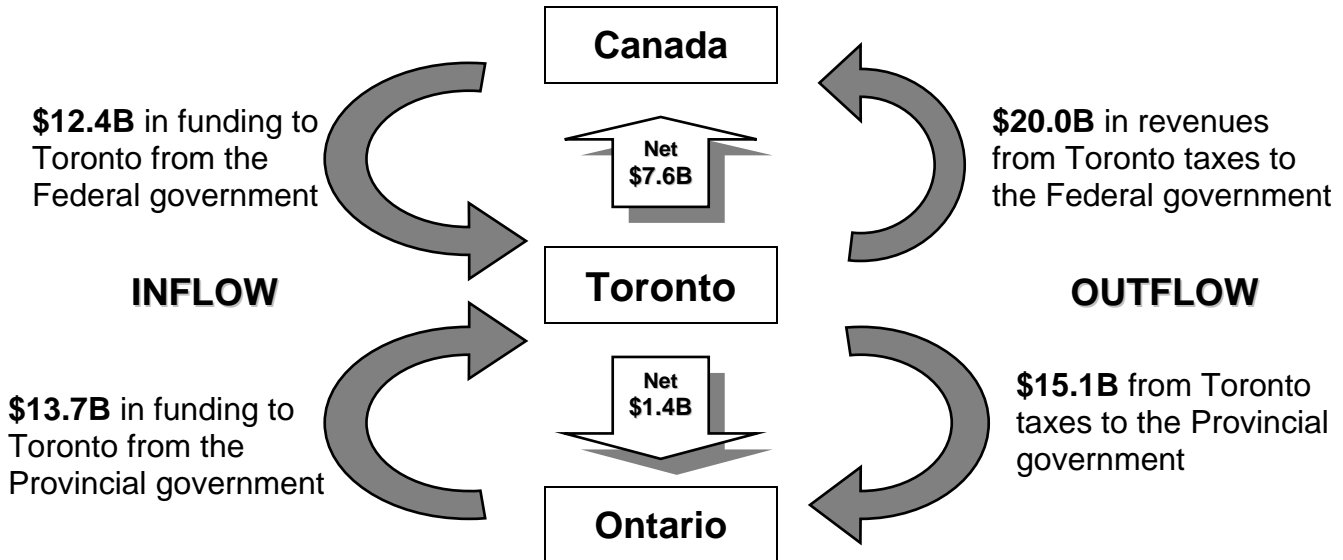 Canada
$12.4B in funding to
Toronto from the
Federal government
Net
$7.6B
$20.0B in revenues
from Toronto taxes to
the Federal government
INFLOW
Toronto
OUTFLOW
$13.7B in funding to
Toronto from the
Provincial government
Net
$1.4B
$15.1B from Toronto
taxes to the Provincial
government
Ontario